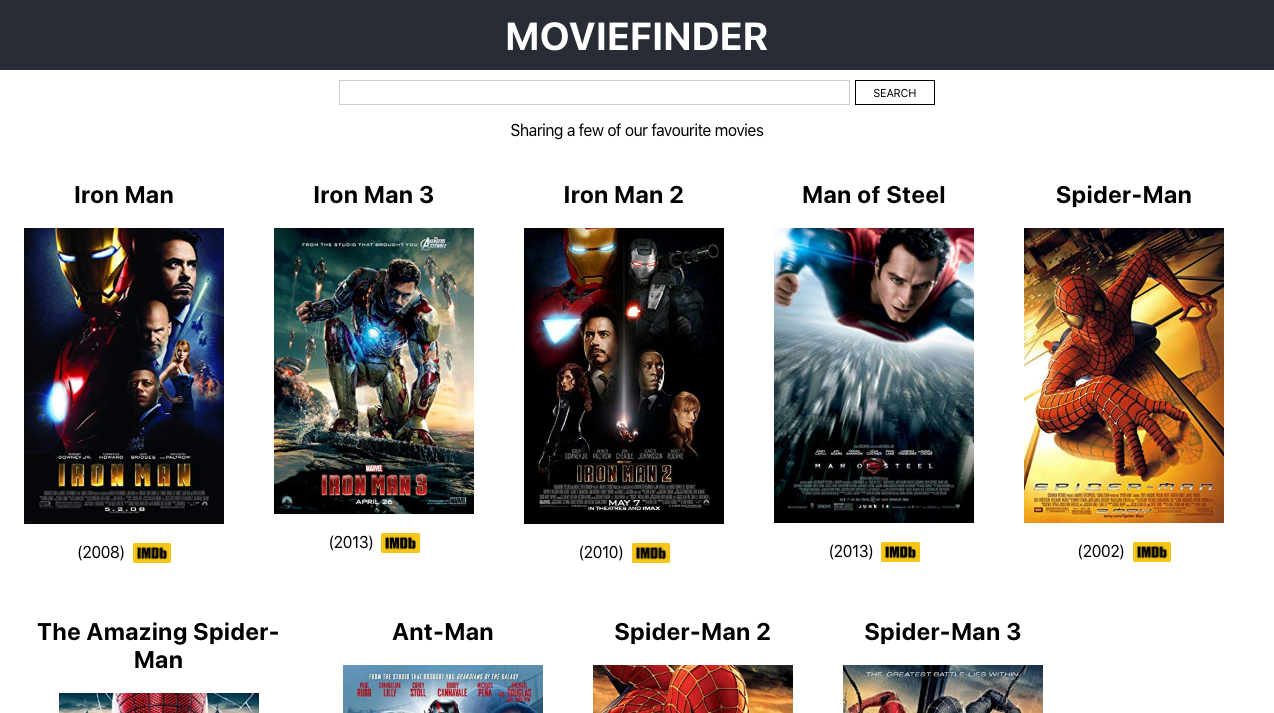 MOVIEFINDER
SEARCH
Sharing a few of our favourite movies
Iron Man
Iron Man 3
Iron Man 2
Man of Steel
Spider-Man
FROM THE STUDIO THAT BROUGHT YOU
IRON MAN
5.2.08
MARVEL
IRON MAN 3
APRIL 26
IRON MAN 2
MAY 7
IN THEATRES AND IMAX
MAN OF STEEL
JUNE 14
SPIDER-MAN
(2008) IMDb
(2013) IMDb
(2010) IMDb
(2013) IMDb
(2002) IMDb
The Amazing Spider-
Man
Ant-Man
Spider-Man 2
Spider-Man 3
FROM THE STUDIO THAT BROUGHT YOU GUARDIANS OF THE GALAXY
PAUL RUDD EVANGELINE LILLY COREY STOLL BOBBY CANNAVALE MICHAEL PEÑA AND MICHAEL DOUGLAS
THE GREATEST BATTLE LIES WITHIN.